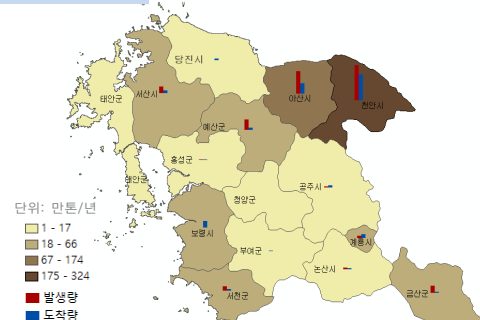 당진시
태안군
서산시
아산시
천안시
예산군
홍성군
태안군
공주시
청양군
보령시
계룡시
부여군
논산시
서천군
금산군
단위: 만톤/년
1 - 17
18 - 66
67 - 174
175 - 324
발생량
도착량